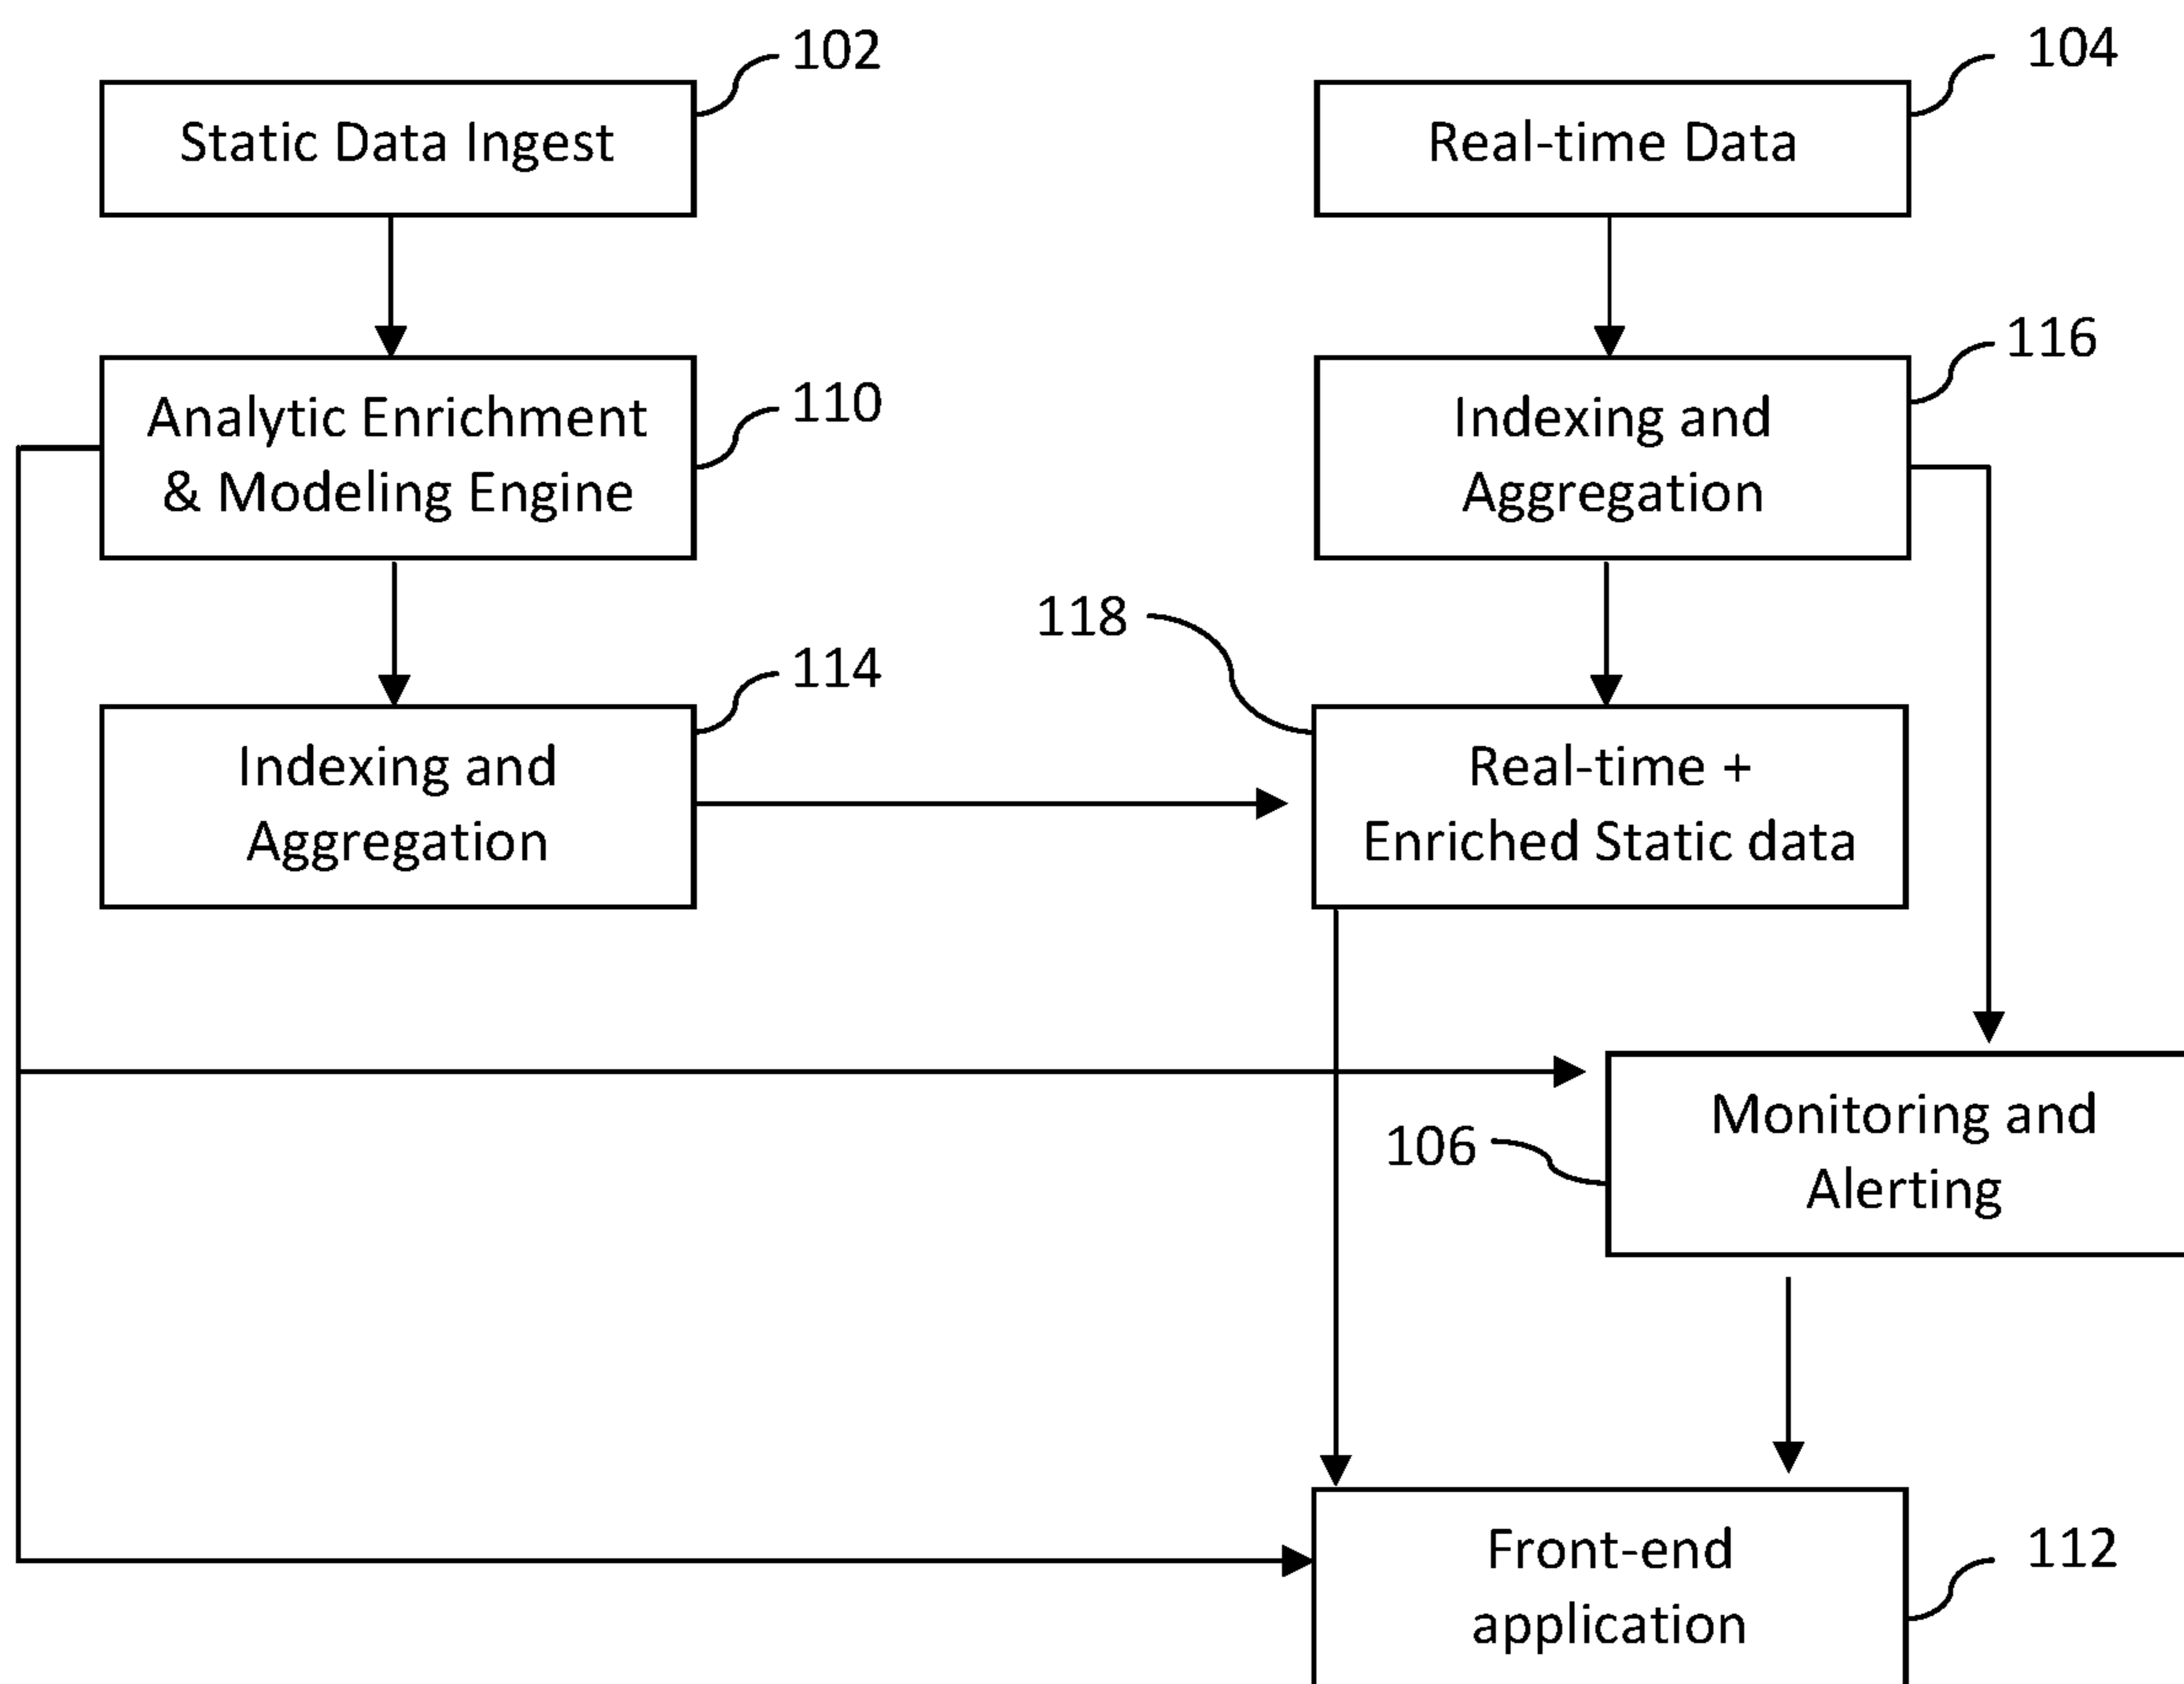 102
104
Static Data Ingest
Real-time Data
116
110
Analytic Enrichment
& Modeling Engine
Indexing and
Aggregation
118
114
Indexing and
Aggregation
Real-time +
Enriched Static data
106
Monitoring and
Alerting
112
Front-end
application